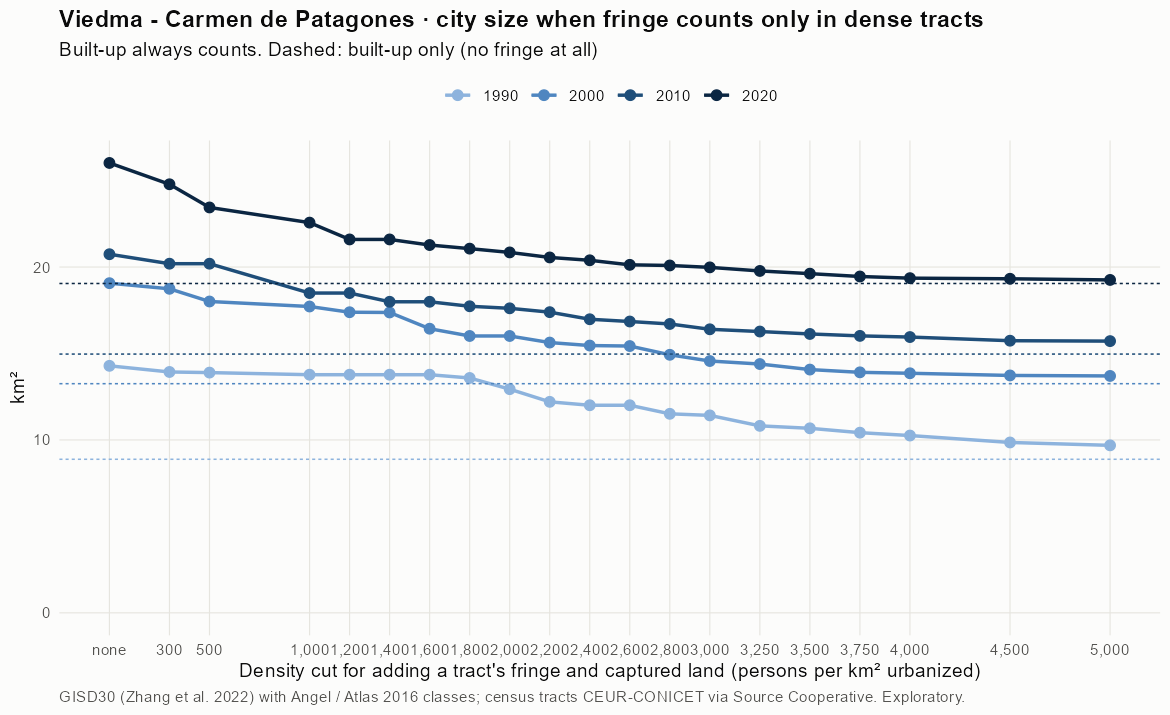 Viedma - Carmen de Patagones · city size when fringe counts only in dense tracts
Built-up always counts. Dashed: built-up only (no fringe at all)
1990 2000 2010 2020
km²
20
10
0
none 300 500 1,000 1,200 1,400 1,600 1,800 2,000 2,200 2,400 2,600 2,800 3,000 3,250 3,500 3,750 4,000 4,500 5,000
Density cut for adding a tract's fringe and captured land (persons per km² urbanized)
GISD30 (Zhang et al. 2022) with Angel / Atlas 2016 classes; census tracts CEUR-CONICET via Source Cooperative. Exploratory.